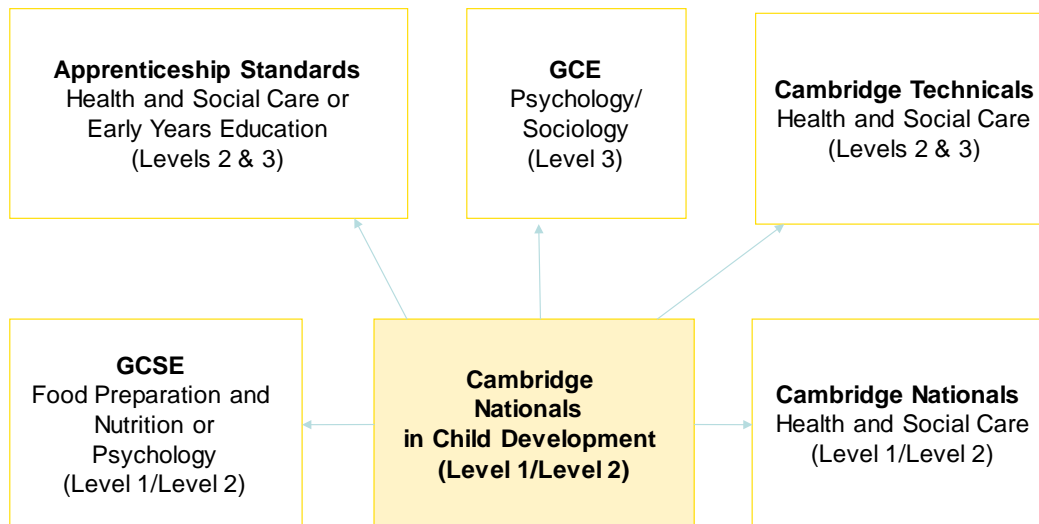 Apprenticeship Standards
Health and Social Care or
Early Years Education
(Levels 2 & 3)
GCE
Psychology/
Sociology
(Level 3)
Cambridge Technicals
Health and Social Care
(Levels 2 & 3)
GCSE
Food Preparation and
Nutrition or
Psychology
(Level 1/Level 2)
Cambridge
Nationals
in Child Development
(Level 1/Level 2)
Cambridge Nationals
Health and Social Care
(Level 1/Level 2)